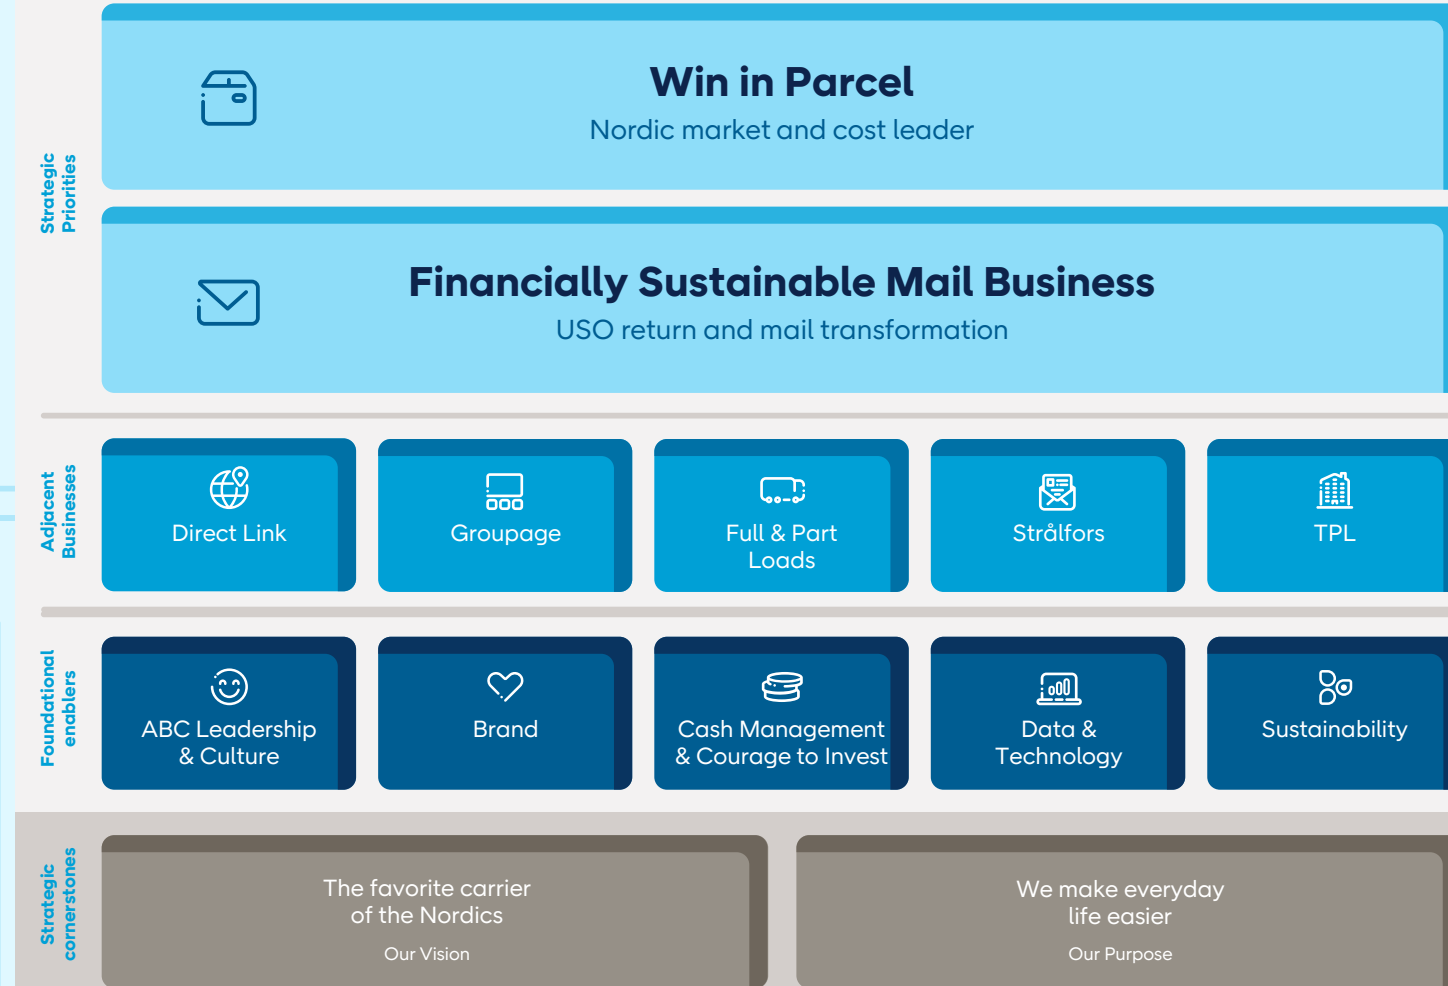 Strategic
Priorities
Win in Parcel
Nordic market and cost leader
Financially Sustainable Mail Business
USO return and mail transformation
Adjacent
Businesses
Direct Link
Groupage
Full & Part
Loads
Strålfors
TPL
Foundational
enablers
ABC Leadership
& Culture
Brand
Cash Management
& Courage to Invest
Data &
Technology
Sustainability
Strategic
cornerstones
The favorite carrier
of the Nordics
Our Vision
We make everyday
life easier
Our Purpose